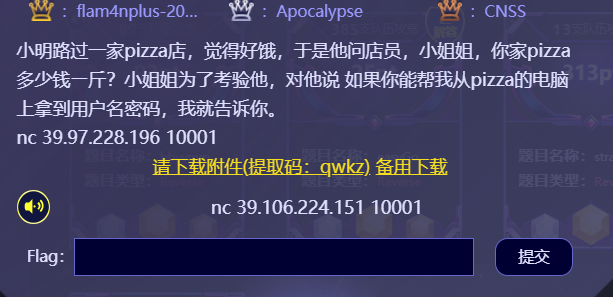 : flam4nplus-20... : Apocalypse : CNSS
小明路过一家pizza店，觉得好饿，于是他问店员，小姐姐，你家pizza
多少钱一斤？小姐姐为了考验他，对他说 如果你能帮我从pizza的电脑
上拿到用户名密码，我就告诉你。
nc 39.97.228.196 10001
请下载附件(提取码：qwkz) 备用下载
nc 39.106.224.151 10001
Flag: 提交